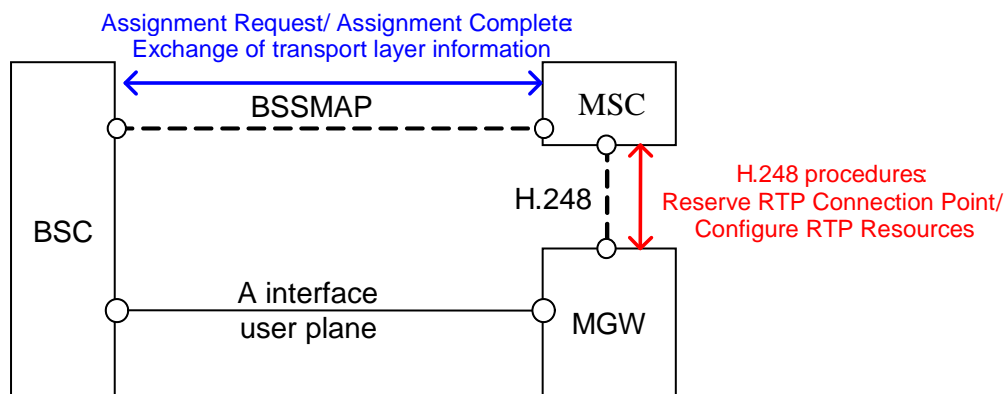 Assignment Request/ Assignment Complete:
Exchange of transport layer information
BSSMAP
MSC
H.248 procedures:
Reserve RTP Connection Point/
Configure RTP Resources
H.248
BSC
A interface
user plane
MGW